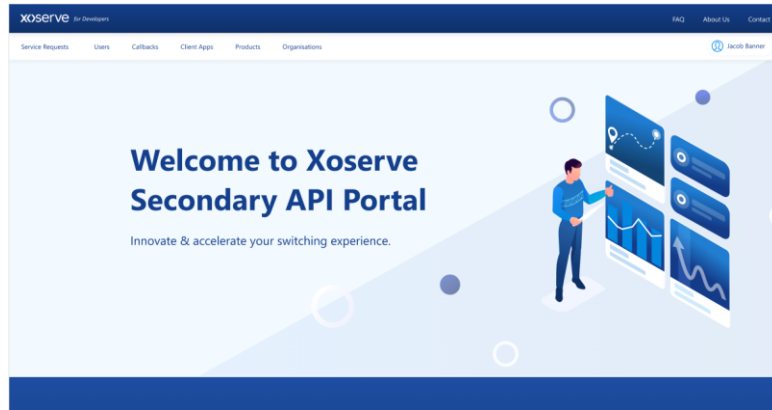 xoserve for Developers
FAQ About Us Contact
Service Requests Users Callbacks Client Apps Products Organisations
Jacob Banner
Welcome to Xoserve
Secondary API Portal
Innovate & accelerate your switching experience.